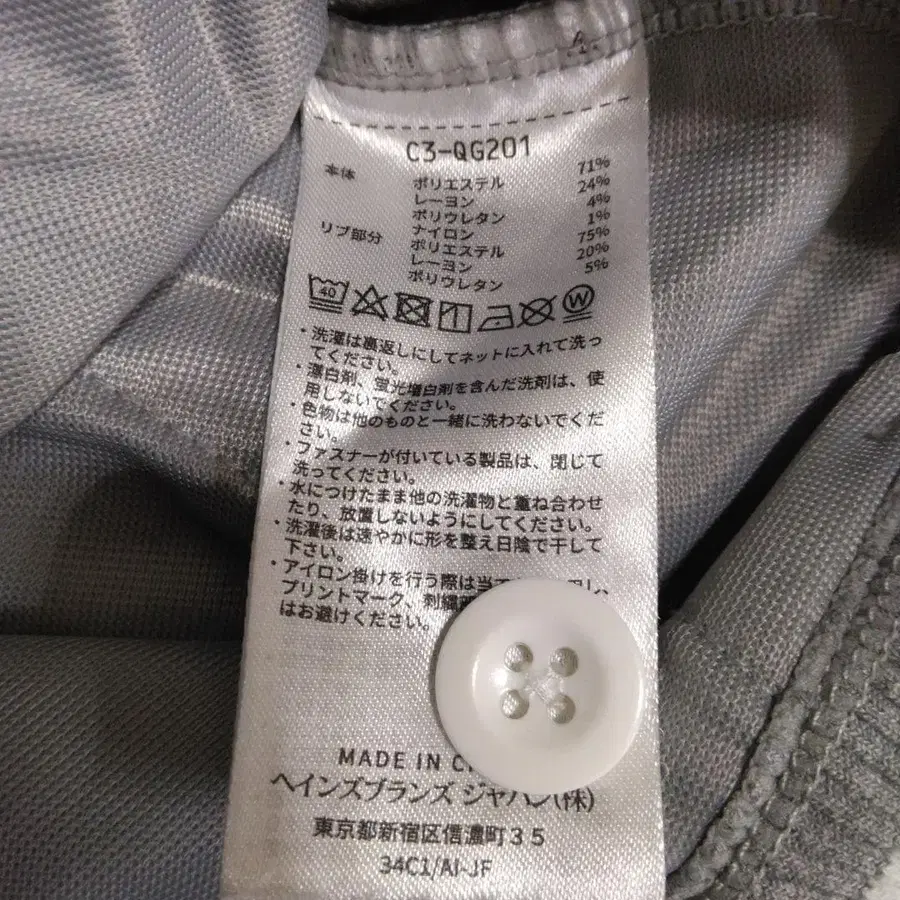 C3-QG201
本体 ポリエステル 71%
レーヨン 24%
ポリウレタン 4%
ナイロン 1%
リブ部分 ポリエステル 75%
レーヨン 20%
ポリウレタン 5%
40 W
・洗濯は裏返しにしてネットに入れて洗っ
てください。
・漂白剤、蛍光増白剤を含んだ洗剤は、使
用しないでください。
・色物は他のものと一緒に洗わないでくだ
さい。
・ファスナーが付いている製品は、閉じて
洗ってください。
・水につけたまま他の洗濯物と重ね合わせ
たり、放置しないようにしてください。
・洗濯後は速やかに形を整え日陰で干して
下さい。
・アイロン掛けを行う際は当て
プリントマーク、刺繍
はお避けください。
MADE IN
ヘインズブランズ ジャパン(株)
東京都新宿区信濃町35
34C1/AI-JF